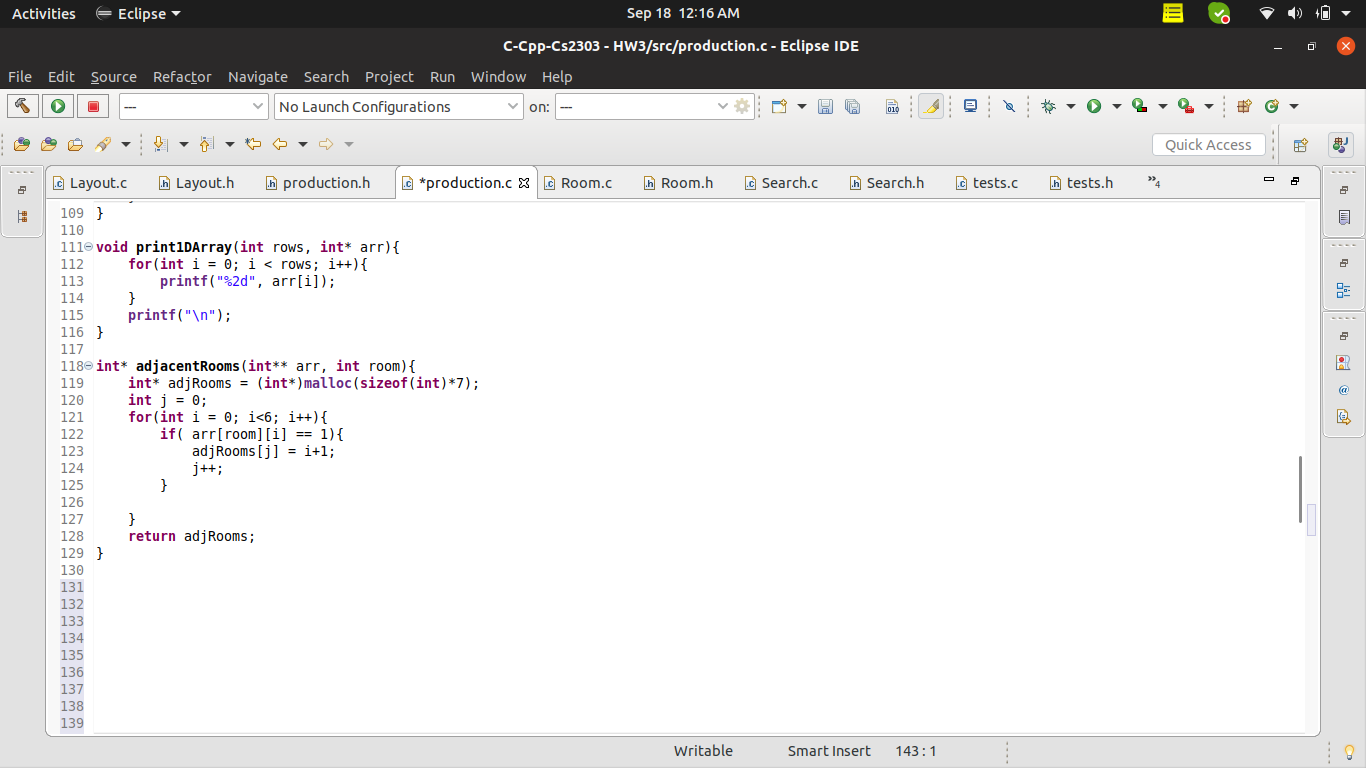 Activities Eclipse Sep 18 12:16 AM
C-Cpp-Cs2303 - HW3/src/production.c - Eclipse IDE
File Edit Source Refactor Navigate Search Project Run Window Help
--- No Launch Configurations on: ---
010
Quick Access
Layout.c Layout.h production.h *production.c Room.c Room.h Search.c Search.h tests.c tests.h »4
109 }
110
111 void print1DArray(int rows, int* arr){
112     for(int i = 0; i < rows; i++){
113         printf("%2d", arr[i]);
114     }
115     printf("\n");
116 }
117
118 int* adjacentRooms(int** arr, int room){
119     int* adjRooms = (int*)malloc(sizeof(int)*7);
120     int j = 0;
121     for(int i = 0; i<6; i++){
122         if( arr[room][i] == 1){
123             adjRooms[j] = i+1;
124             j++;
125         }
126
127     }
128     return adjRooms;
129 }
130
131
132
133
134
135
136
137
138
139
Writable Smart Insert 143 : 1